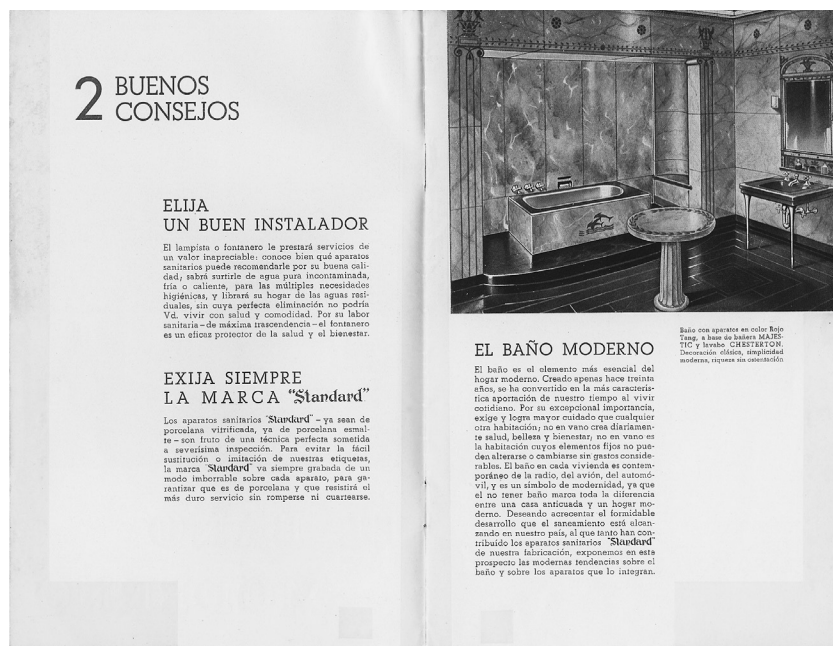 2 BUENOS
CONSEJOS
ELIJA
UN BUEN INSTALADOR
El lampista o fontanero le prestará servicios de
un valor inapreciable: conoce bien qué aparatos
sanitarios puede recomendarle por su buena cali-
dad; sabrá surtirle de agua pura incontaminada,
fría o caliente, para las múltiples necesidades
higiénicas, y librará su hogar de las aguas resi-
duales, sin cuya perfecta eliminación no podría
Vd. vivir con salud y comodidad. Por su labor
sanitaria – de máxima trascendencia – el fontanero
es un eficaz protector de la salud y el bienestar.
EXIJA SIEMPRE
LA MARCA “Standard”
Los aparatos sanitarios “Standard” – ya sean de
porcelana vitrificada, ya de porcelana esmal-
te – son fruto de una técnica perfecta sometida
a severísima inspección. Para evitar la fácil
sustitución o imitación de nuestras etiquetas,
la marca “Standard” va siempre grabada de un
modo imborrable sobre cada aparato, para ga-
rantizar que es de porcelana y que resistirá el
más duro servicio sin romperse ni cuartearse.
Baño con aparatos en color Rojo
Tang, a base de bañera MAJES-
TIC y lavabo CHESTERTON.
Decoración clásica, simplicidad
moderna, riqueza sin ostentación
EL BAÑO MODERNO
El baño es el elemento más esencial del
hogar moderno. Creado apenas hace treinta
años, se ha convertido en la más caracterís-
tica aportación de nuestro tiempo al vivir
cotidiano. Por su excepcional importancia,
exige y logra mayor cuidado que cualquier
otra habitación; no en vano crea diariamen-
te salud, belleza y bienestar; no en vano es
la habitación cuyos elementos fijos no pue-
den alterarse o cambiarse sin gastos conside-
rables. El baño en cada vivienda es contem-
poráneo de la radio, del avión, del automó-
vil, y es un símbolo de modernidad, ya que
el no tener baño marca toda la diferencia
entre una casa anticuada y un hogar mo-
derno. Deseando acrecentar el formidable
desarrollo que el saneamiento está alcan-
zando en nuestro país, al que tanto han con-
tribuído los aparatos sanitarios “Standard”
de nuestra fabricación, exponemos en este
prospecto las modernas tendencias sobre el
baño y sobre los aparatos que lo integran.